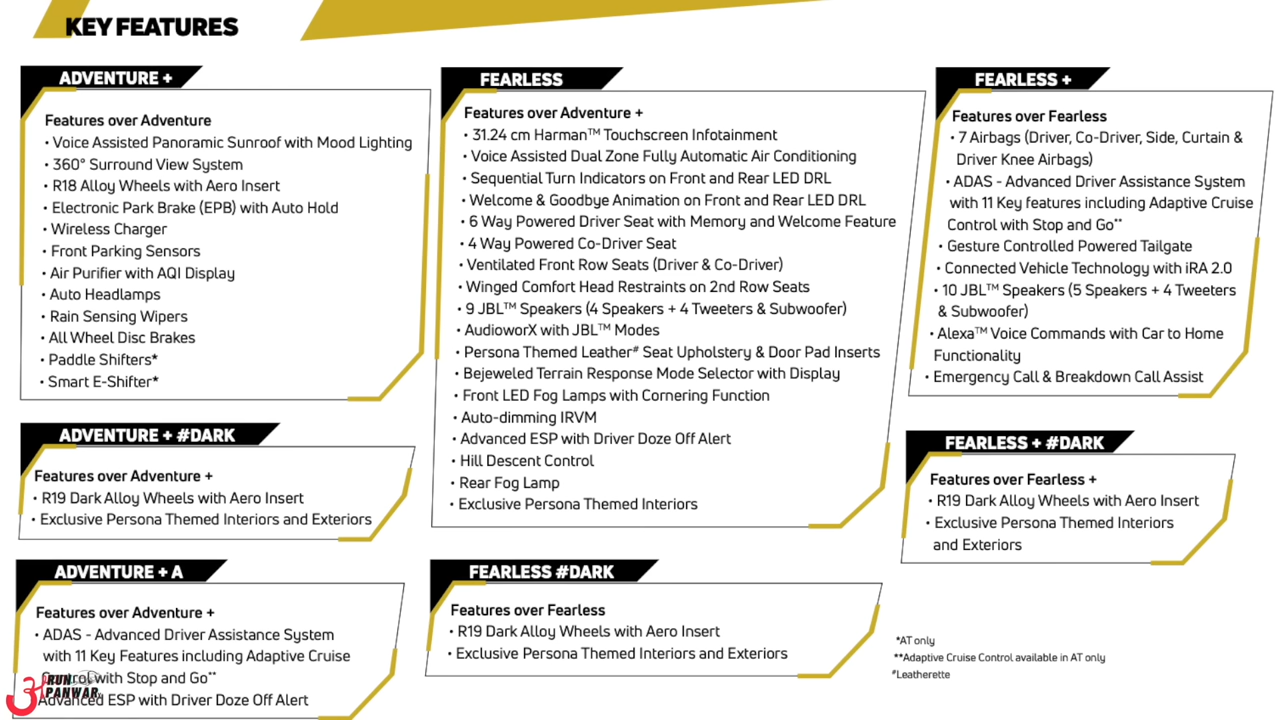 KEY FEATURES
ADVENTURE +
Features over Adventure
• Voice Assisted Panoramic Sunroof with Mood Lighting
• 360° Surround View System
• R18 Alloy Wheels with Aero Insert
• Electronic Park Brake (EPB) with Auto Hold
• Wireless Charger
• Front Parking Sensors
• Air Purifier with AQI Display
• Auto Headlamps
• Rain Sensing Wipers
• All Wheel Disc Brakes
• Paddle Shifters*
• Smart E-Shifter*
ADVENTURE + #DARK
Features over Adventure +
• R19 Dark Alloy Wheels with Aero Insert
• Exclusive Persona Themed Interiors and Exteriors
ADVENTURE + A
Features over Adventure +
• ADAS - Advanced Driver Assistance System
with 11 Key Features including Adaptive Cruise
Control with Stop and Go**
Advanced ESP with Driver Doze Off Alert
RUN
PANWAR
FEARLESS
Features over Adventure +
• 31.24 cm Harman™ Touchscreen Infotainment
• Voice Assisted Dual Zone Fully Automatic Air Conditioning
• Sequential Turn Indicators on Front and Rear LED DRL
• Welcome & Goodbye Animation on Front and Rear LED DRL
• 6 Way Powered Driver Seat with Memory and Welcome Feature
• 4 Way Powered Co-Driver Seat
• Ventilated Front Row Seats (Driver & Co-Driver)
• Winged Comfort Head Restraints on 2nd Row Seats
• 9 JBL™ Speakers (4 Speakers + 4 Tweeters & Subwoofer)
• AudioworX with JBL™ Modes
• Persona Themed Leather# Seat Upholstery & Door Pad Inserts
• Bejeweled Terrain Response Mode Selector with Display
• Front LED Fog Lamps with Cornering Function
• Auto-dimming IRVM
• Advanced ESP with Driver Doze Off Alert
• Hill Descent Control
• Rear Fog Lamp
• Exclusive Persona Themed Interiors
FEARLESS #DARK
Features over Fearless
• R19 Dark Alloy Wheels with Aero Insert
• Exclusive Persona Themed Interiors and Exteriors
FEARLESS +
Features over Fearless
• 7 Airbags (Driver, Co-Driver, Side, Curtain &
Driver Knee Airbags)
• ADAS - Advanced Driver Assistance System
with 11 Key features including Adaptive Cruise
Control with Stop and Go**
• Gesture Controlled Powered Tailgate
• Connected Vehicle Technology with iRA 2.0
• 10 JBL™ Speakers (5 Speakers + 4 Tweeters
& Subwoofer)
• Alexa™ Voice Commands with Car to Home
Functionality
• Emergency Call & Breakdown Call Assist
FEARLESS + #DARK
Features over Fearless +
• R19 Dark Alloy Wheels with Aero Insert
• Exclusive Persona Themed Interiors
and Exteriors
*AT only
**Adaptive Cruise Control available in AT only
#Leatherette